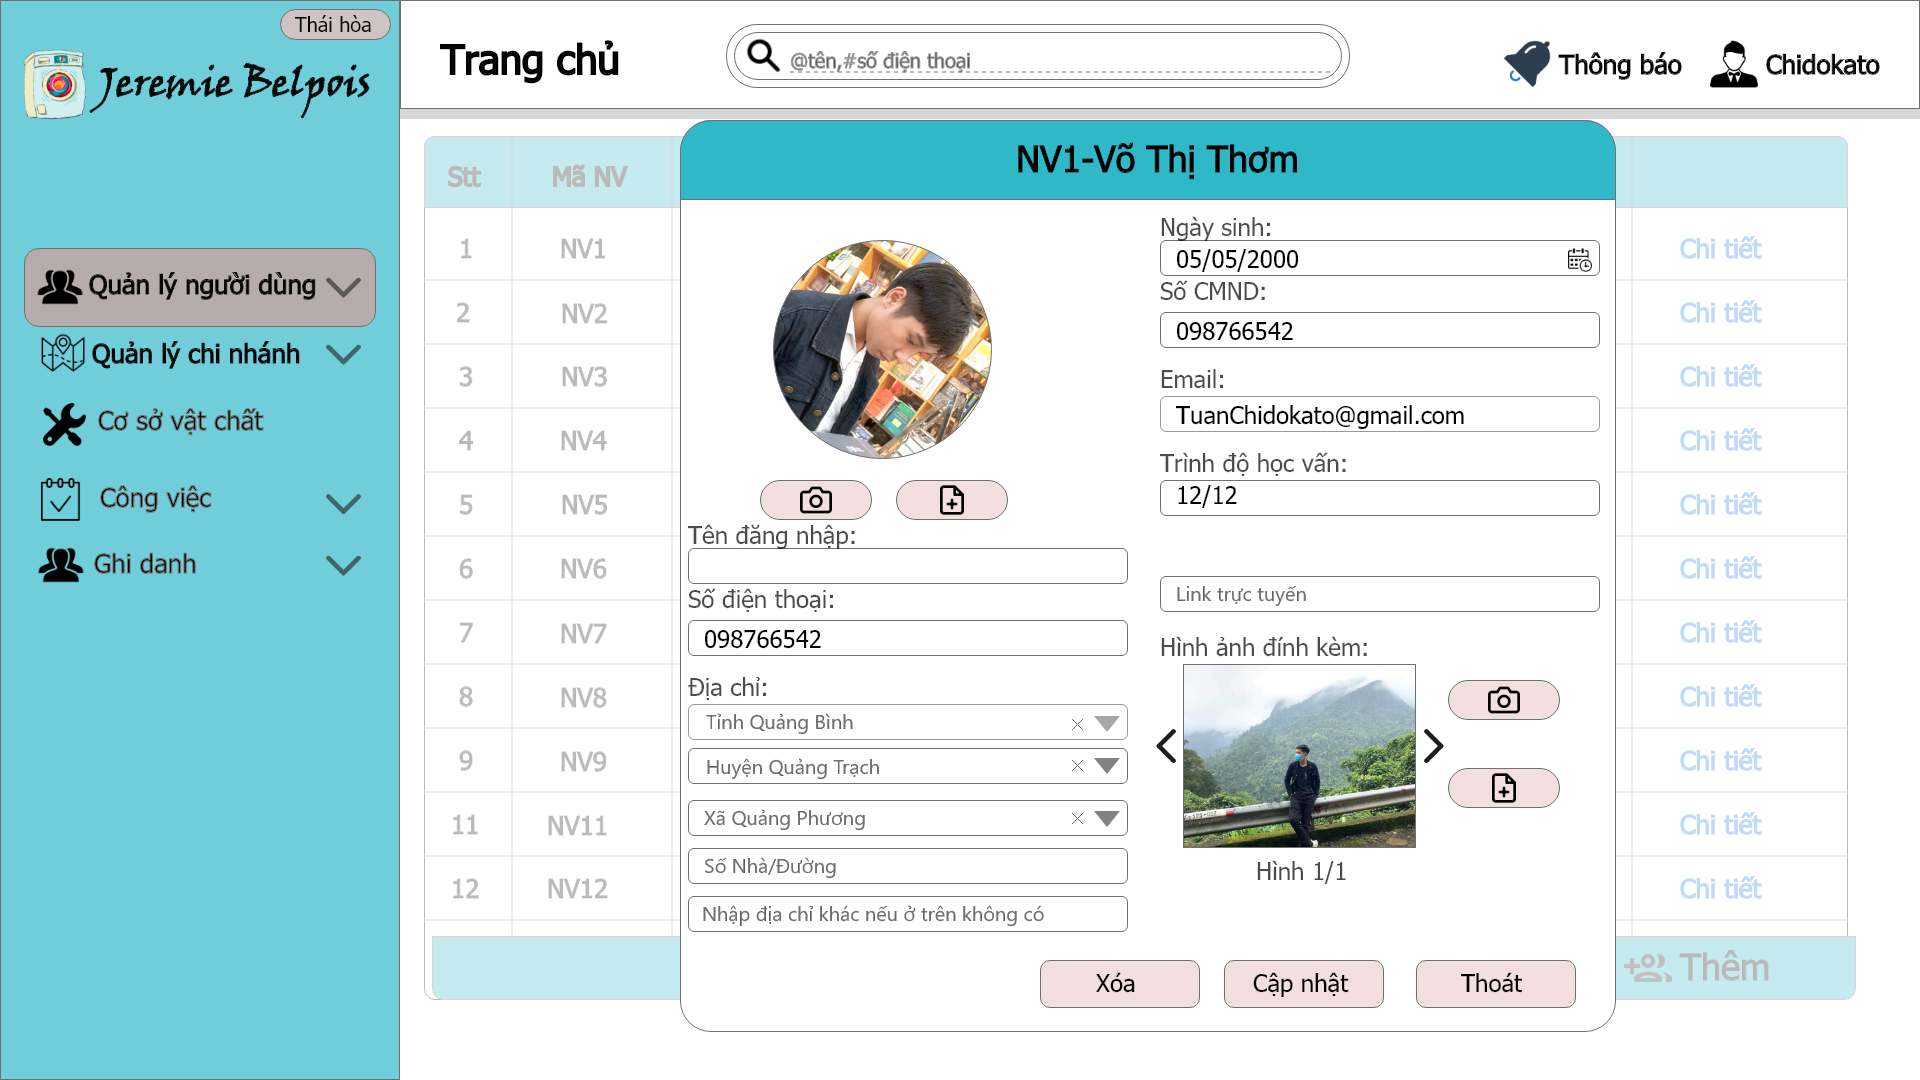 Thái hòa
Jeremie Belpois
Trang chủ
@tên,#số điện thoại
Thông báo
Chidokato
Quản lý người dùng
Quản lý chi nhánh
Cơ sở vật chất
Công việc
Ghi danh
Stt Mã NV
1 NV1 Chi tiết
2 NV2 Chi tiết
3 NV3 Chi tiết
4 NV4 Chi tiết
5 NV5 Chi tiết
6 NV6 Chi tiết
7 NV7 Chi tiết
8 NV8 Chi tiết
9 NV9 Chi tiết
11 NV11 Chi tiết
12 NV12 Chi tiết
Thêm
NV1-Võ Thị Thơm
Tên đăng nhập:
Số điện thoại:
098766542
Địa chỉ:
Tỉnh Quảng Bình
Huyện Quảng Trạch
Xã Quảng Phương
Số Nhà/Đường
Nhập địa chỉ khác nếu ở trên không có
Ngày sinh:
05/05/2000
Số CMND:
098766542
Email:
TuanChidokato@gmail.com
Trình độ học vấn:
12/12
Link trực tuyến
Hình ảnh đính kèm:
Hình 1/1
Xóa
Cập nhật
Thoát